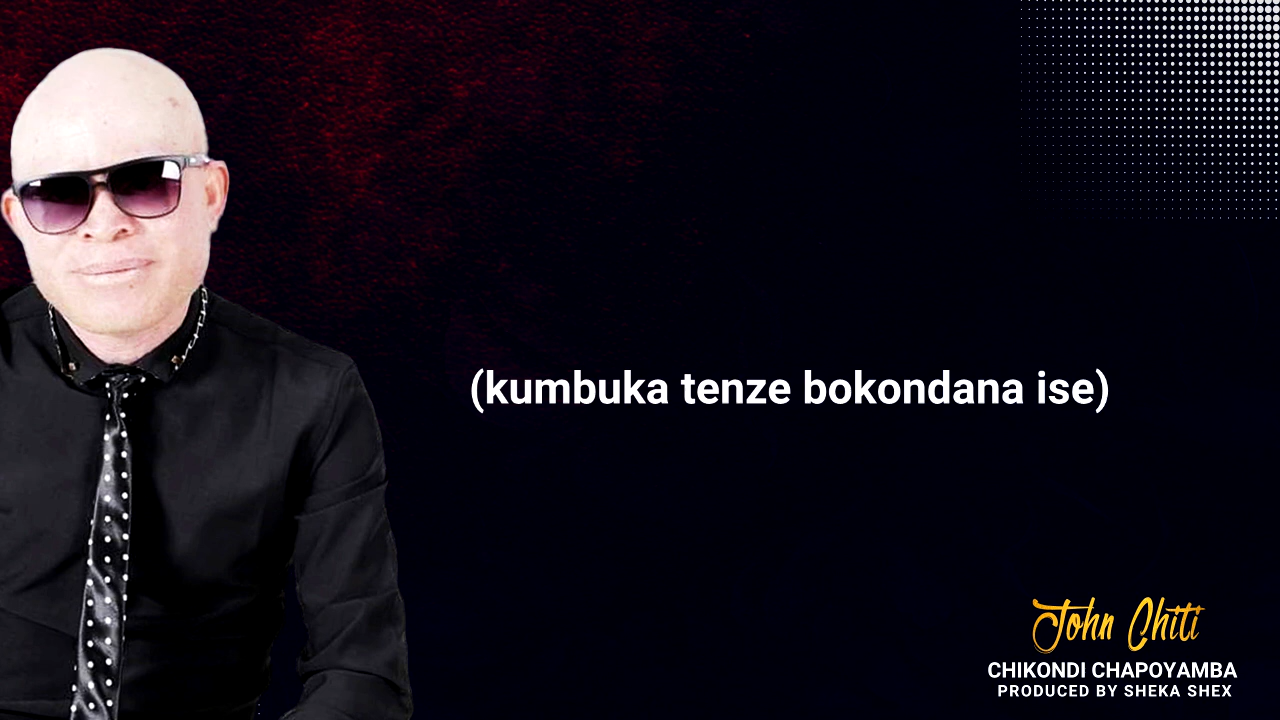 (kumbuka tenze bokondana ise)
John Chiti
CHIKONDI CHAPOYAMBA
PRODUCED BY SHEKA SHEX